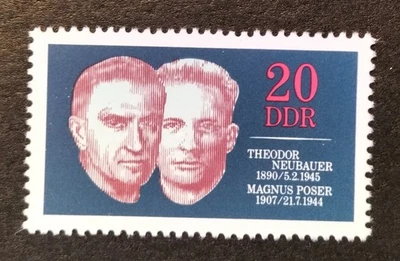 20
DDR
THEODOR
NEUBAUER
1890/5.2.1945
MAGNUS POSER
1907/21.7.1944